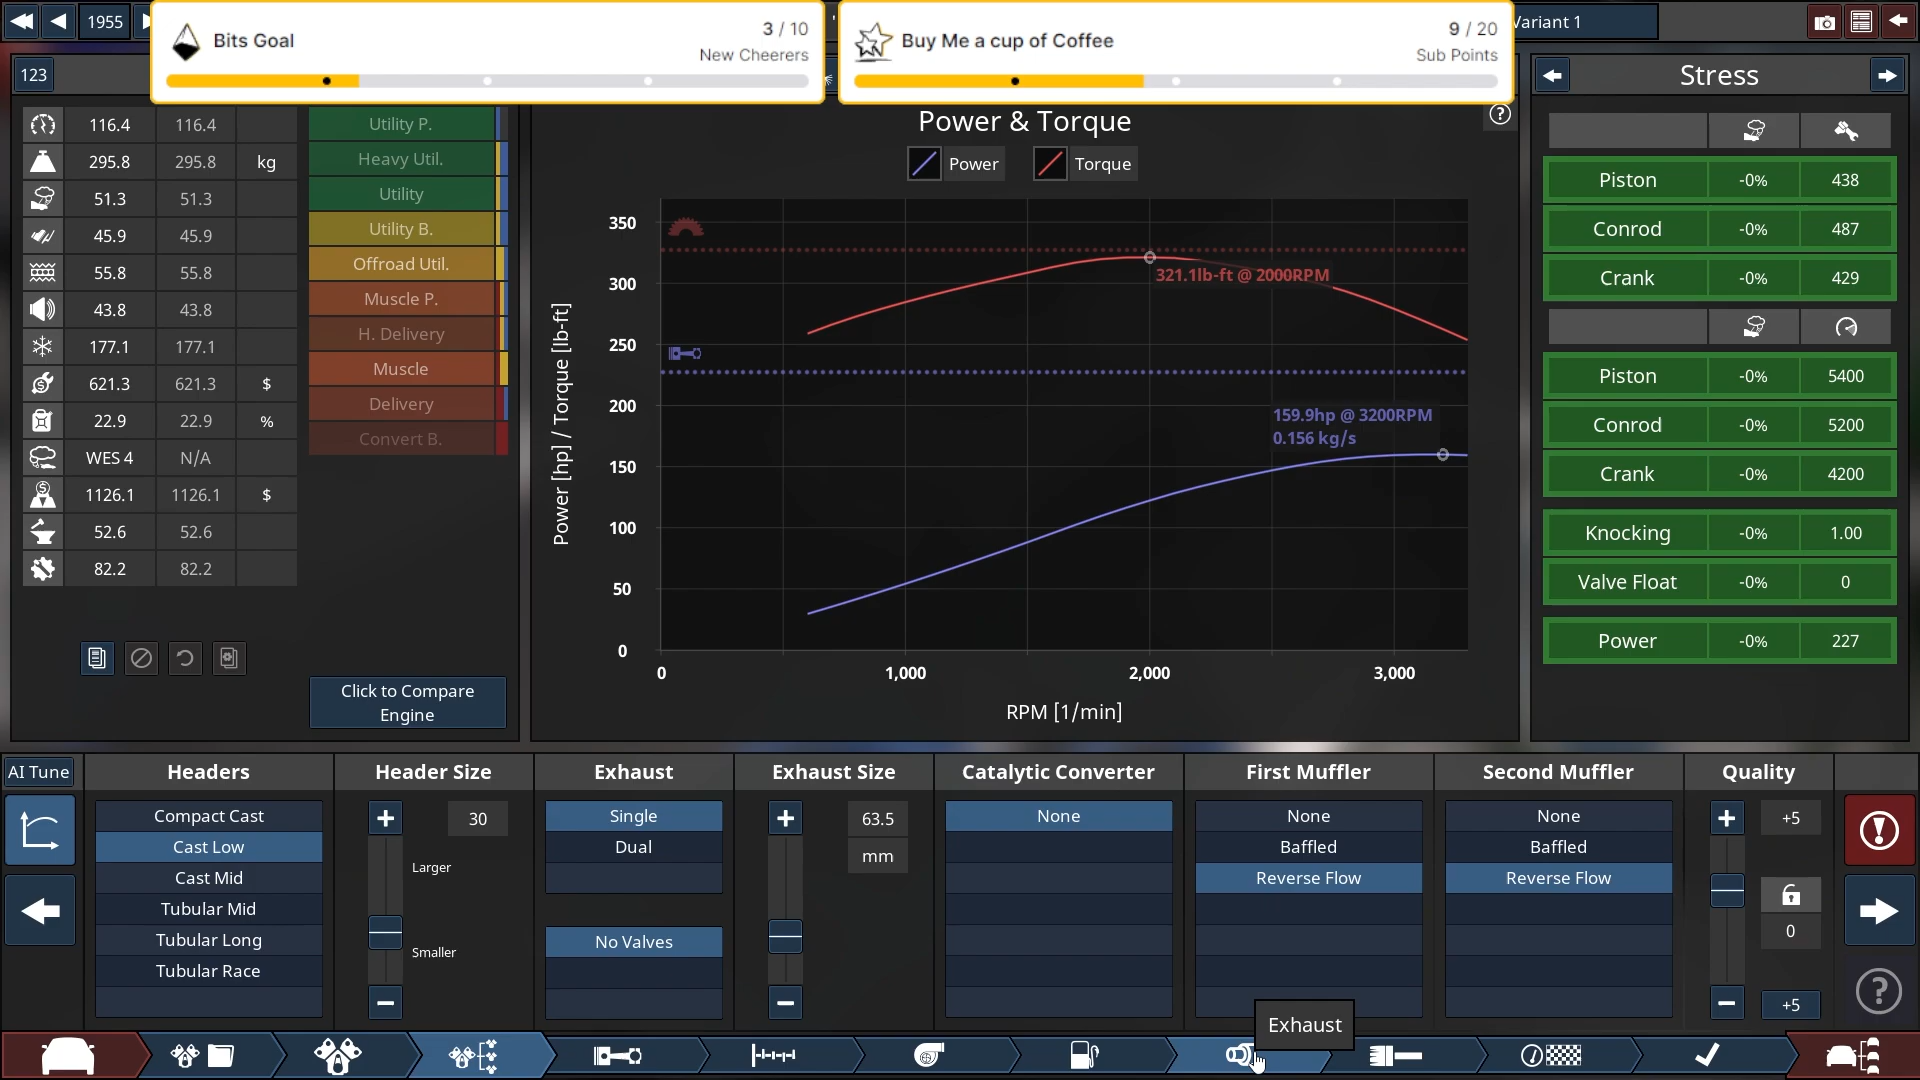 1955
Bits Goal
3 / 10
New Cheerers
Buy Me a cup of Coffee
9 / 20
Sub Points
Variant 1
123
116.4 116.4
295.8 295.8 kg
51.3 51.3
45.9 45.9
55.8 55.8
43.8 43.8
177.1 177.1
621.3 621.3 $
22.9 22.9 %
WES 4 N/A
1126.1 1126.1 $
52.6 52.6
82.2 82.2
Utility P.
Heavy Util.
Utility
Utility B.
Offroad Util.
Muscle P.
H. Delivery
Muscle
Delivery
Convert B.
Click to Compare
Engine
Power & Torque
Power Torque
Power [hp] / Torque [lb-ft]
350
300
250
200
150
100
50
0
321.1lb-ft @ 2000RPM
159.9hp @ 3200RPM
0.156 kg/s
0 1,000 2,000 3,000
RPM [1/min]
?
Stress
Piston -0% 438
Conrod -0% 487
Crank -0% 429
Piston -0% 5400
Conrod -0% 5200
Crank -0% 4200
Knocking -0% 1.00
Valve Float -0% 0
Power -0% 227
AI Tune
Headers
Compact Cast
Cast Low
Cast Mid
Tubular Mid
Tubular Long
Tubular Race
Header Size
+ 30
Larger
Smaller
Exhaust
Single
Dual
No Valves
Exhaust Size
+ 63.5
mm
Catalytic Converter
None
First Muffler
None
Baffled
Reverse Flow
Second Muffler
None
Baffled
Reverse Flow
Quality
+ +5
0
+5
?
Exhaust